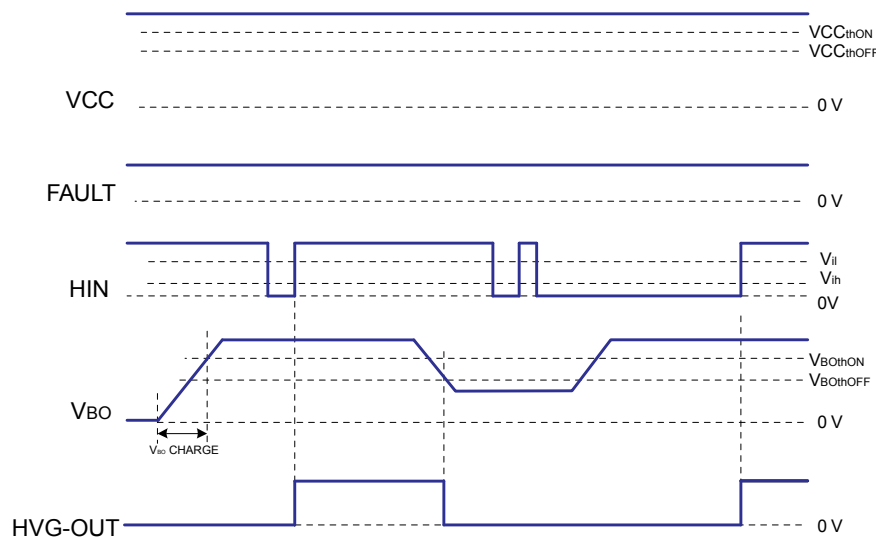 VCCthON
VCCthOFF
VCC
0 V
FAULT
0 V
Vil
HIN
Vih
0V
VBOthON
VBOthOFF
VBO
0 V
VBO CHARGE
HVG-OUT
0 V